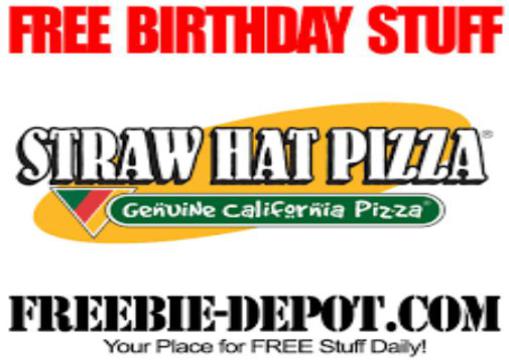 FREE BIRTHDAY STUFF
STRAW HAT PIZZA®
Genuine California Pizza®
FREEBIE-DEPOT.COM
Your Place for FREE Stuff Daily!